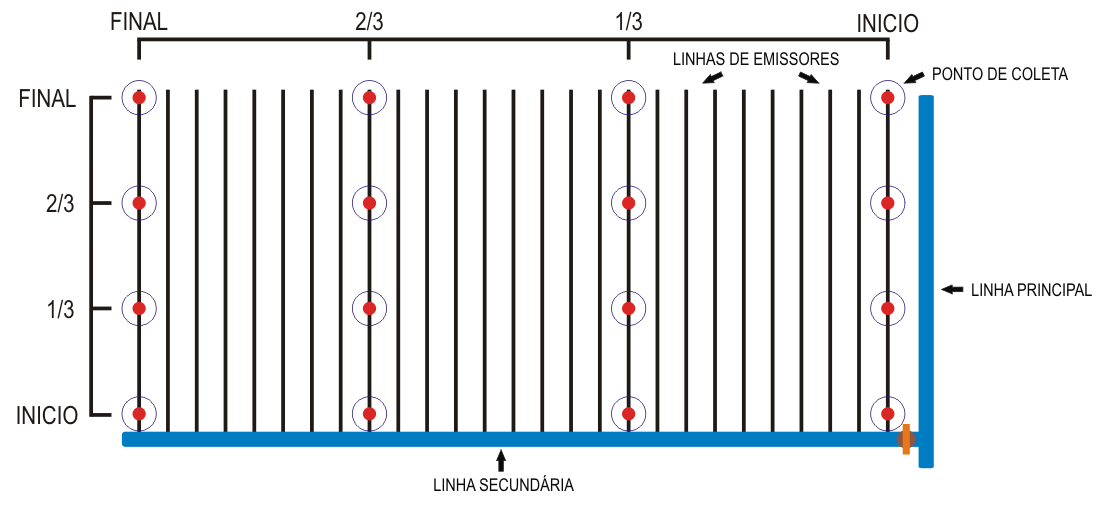 FINAL 2/3 1/3 INICIO
LINHAS DE EMISSORES
PONTO DE COLETA
FINAL
2/3
1/3
LINHA PRINCIPAL
INICIO
LINHA SECUNDÁRIA